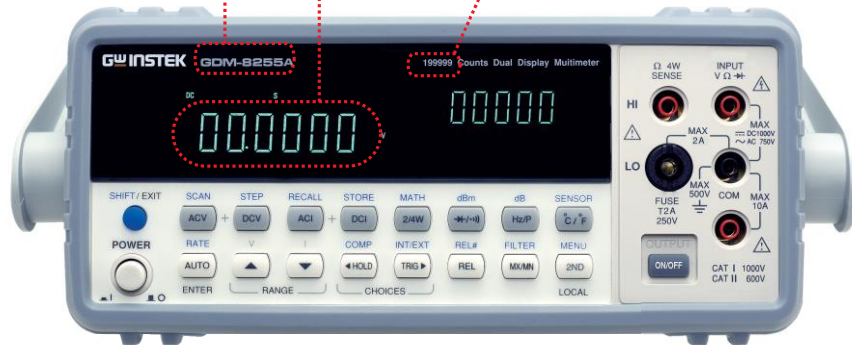 GWINSTEK GDM-8255A
199999 Counts Dual Display Multimeter
DC S
00.0000 V
00000
Ω 4W SENSE
INPUT V Ω
HI
LO
MAX 2A
MAX DC1000V AC 750V
FUSE T2A 250V
MAX 500V
COM
MAX 10A
OUTPUT
ON/OFF
CAT I 1000V
CAT II 600V
SHIFT / EXIT SCAN STEP RECALL STORE MATH dBm dB SENSOR
ACV + DCV ACI + DCI 2/4W Hz/P °C/°F
POWER RATE V I COMP INT/EXT REL# FILTER MENU
AUTO HOLD TRIG REL MX/MN 2ND
ENTER RANGE CHOICES LOCAL
I O